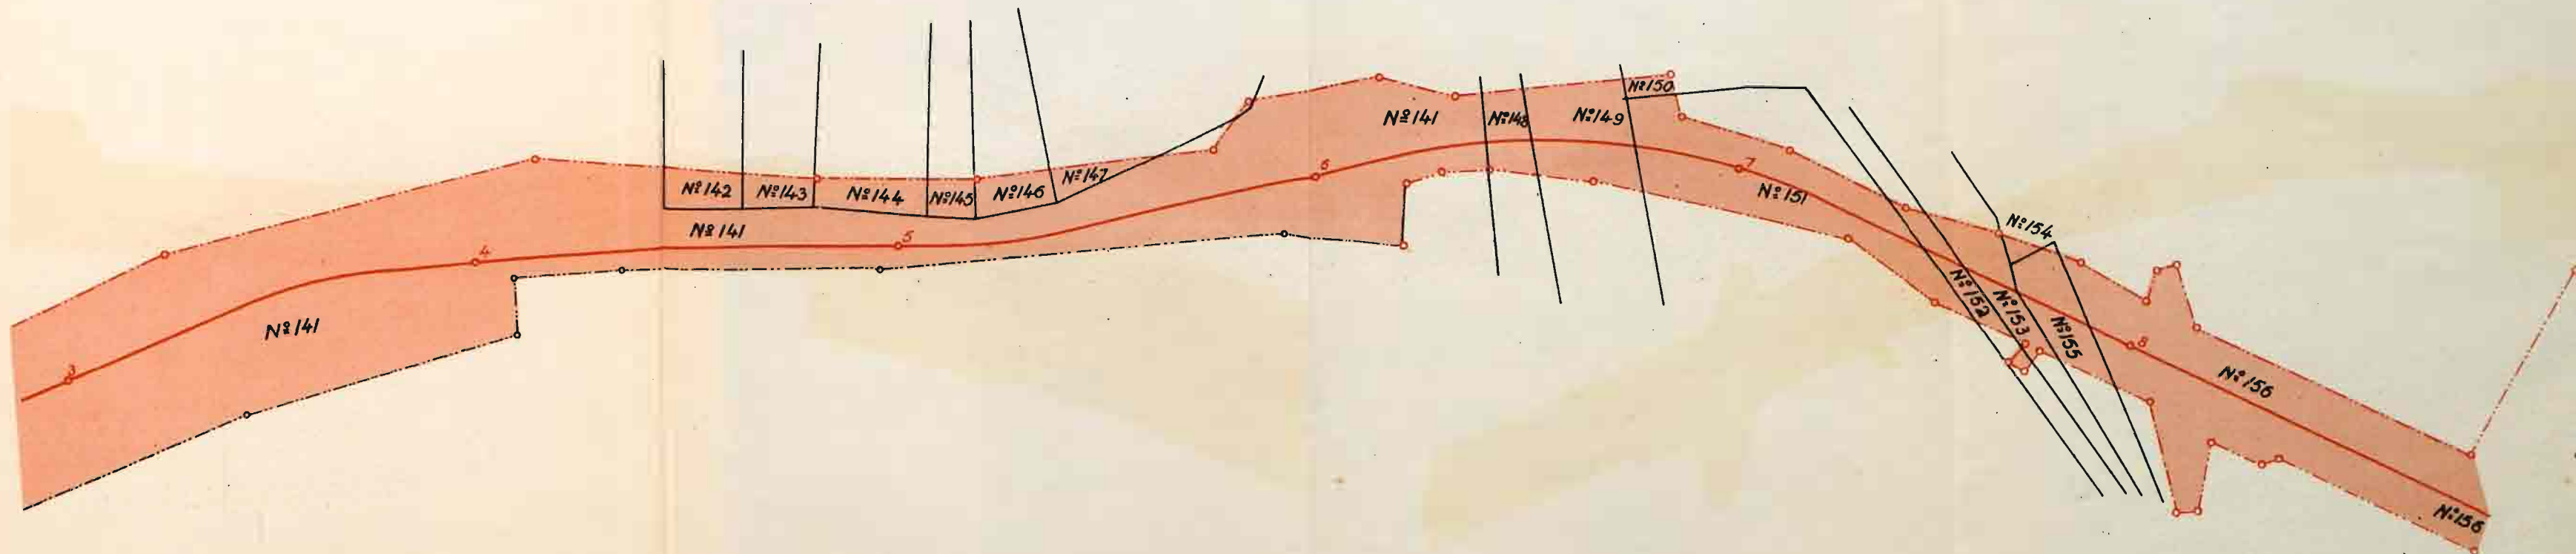 3
Nº 141
4
Nº 142
Nº 143
Nº 144
Nº 145
Nº 146
Nº 147
Nº 141
5
6
Nº 141
Nº 148
Nº 149
Nº 150
7
Nº 151
Nº 152
Nº 153
Nº 154
Nº 155
8
Nº 156
Nº 156